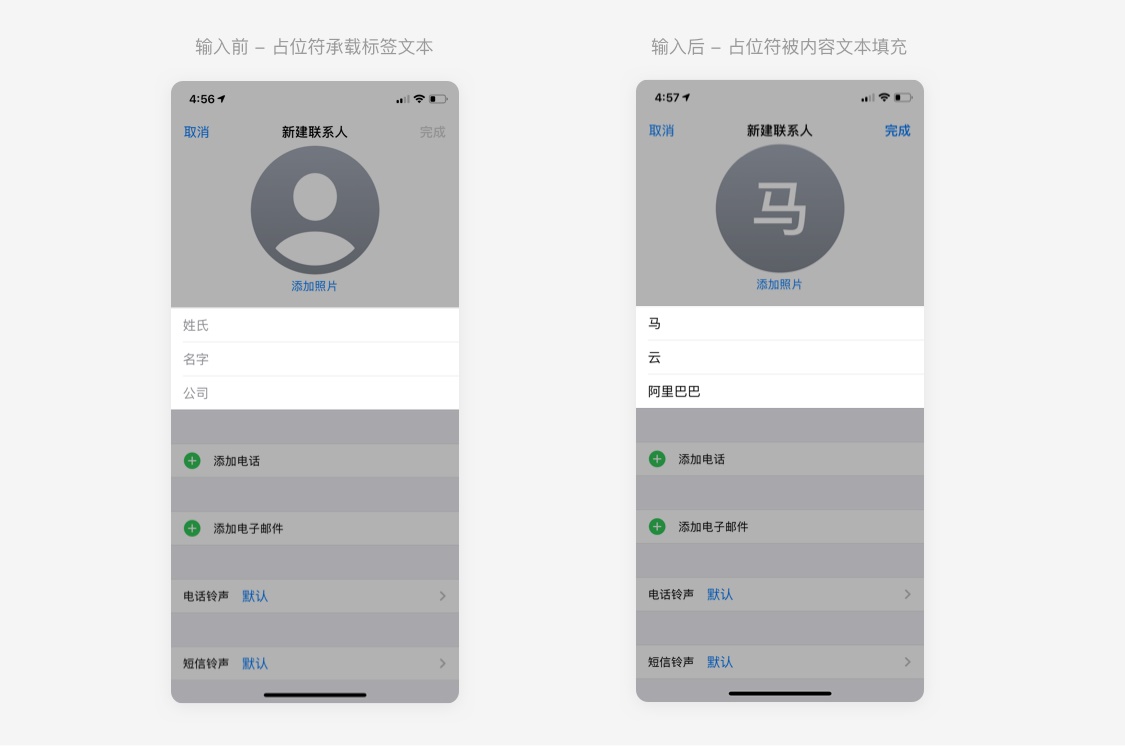 输入前 – 占位符承载标签文本
4:56
取消
新建联系人
完成
添加照片
姓氏
名字
公司
添加电话
添加电子邮件
电话铃声 默认
短信铃声 默认
输入后 – 占位符被内容文本填充
4:57
取消
新建联系人
完成
马
添加照片
马
云
阿里巴巴
添加电话
添加电子邮件
电话铃声 默认
短信铃声 默认